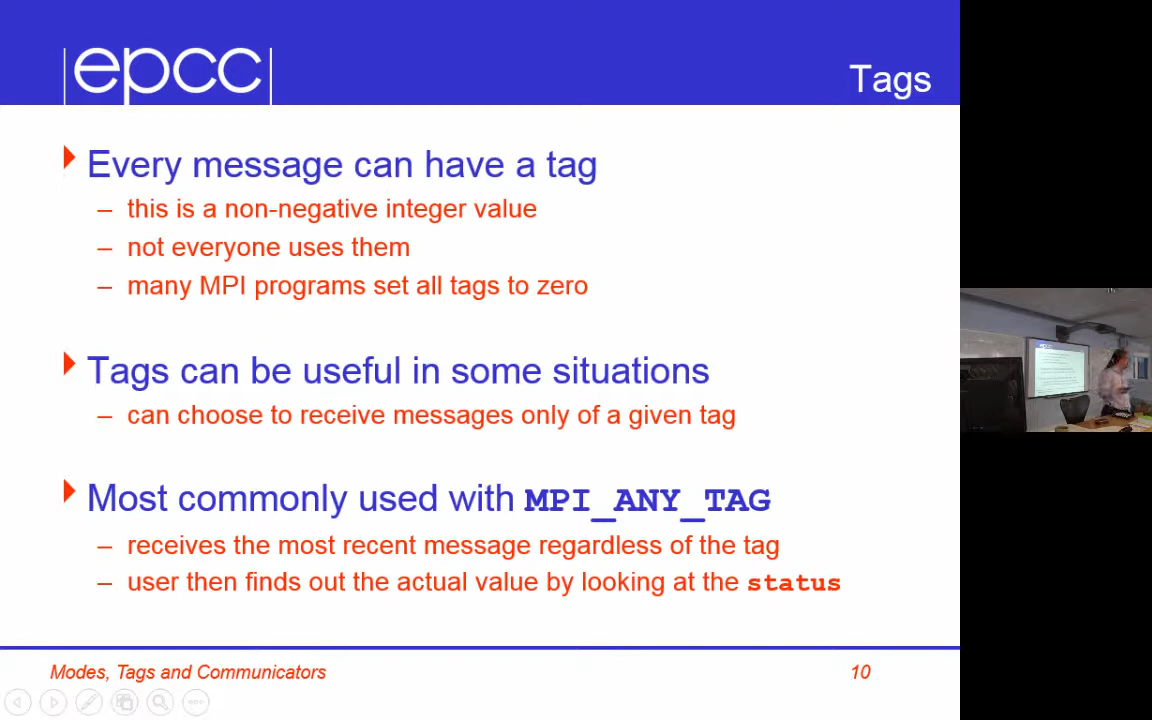 epcc
Tags
Every message can have a tag
– this is a non-negative integer value
– not everyone uses them
– many MPI programs set all tags to zero
Tags can be useful in some situations
– can choose to receive messages only of a given tag
Most commonly used with MPI_ANY_TAG
– receives the most recent message regardless of the tag
– user then finds out the actual value by looking at the status
Modes, Tags and Communicators
10
epcc